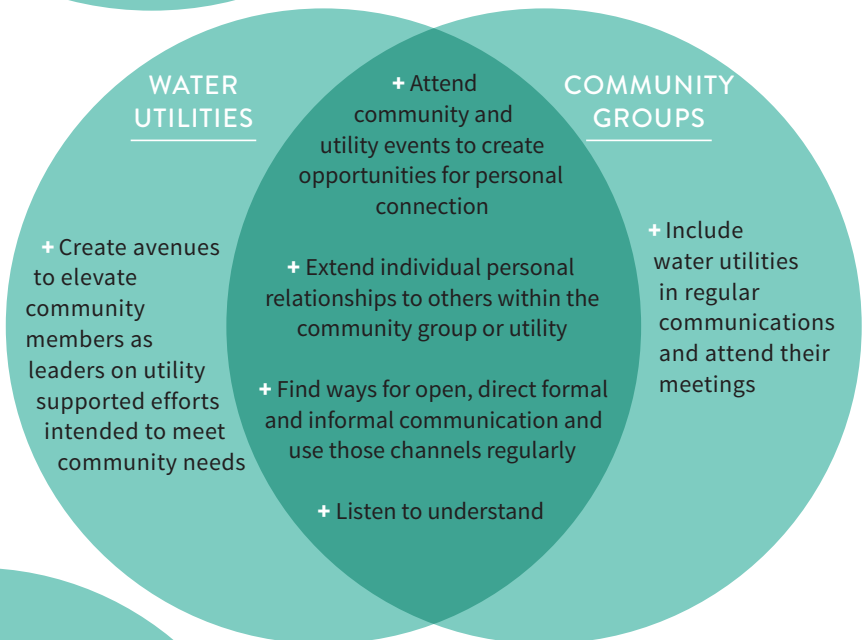 WATER
UTILITIES
+ Create avenues
to elevate
community
members as
leaders on utility
supported efforts
intended to meet
community needs
+ Attend
community and
utility events to create
opportunities for personal
connection
+ Extend individual personal
relationships to others within the
community group or utility
+ Find ways for open, direct formal
and informal communication and
use those channels regularly
+ Listen to understand
COMMUNITY
GROUPS
+ Include
water utilities
in regular
communications
and attend their
meetings